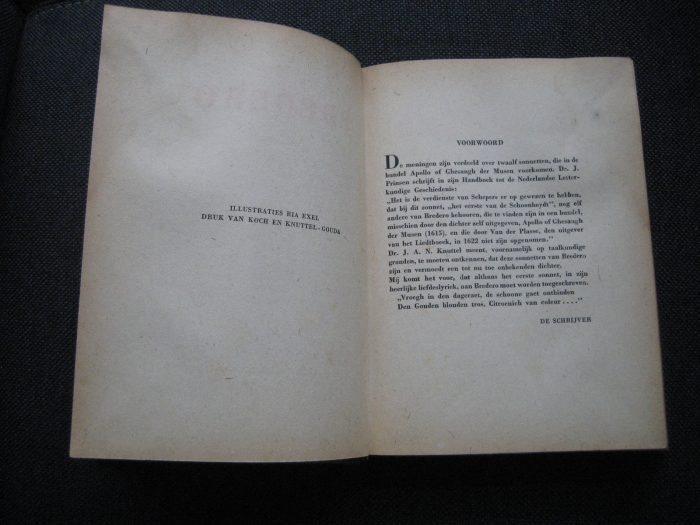 ILLUSTRATIES RIA EXEL
DRUK VAN KOCH EN KNUTTEL-GOUDA
VOORWOORD
De meningen zijn verdeeld over twaalf sonnetten, die in de
bundel Apollo of Ghesangh der Musen voorkomen. Dr. J.
Prinsen schrijft in zijn Handboek tot de Nederlandse Letter-
kundige Geschiedenis:
„Het is de verdienste van Schepers er op gewezen te hebben,
dat bij dit sonnet, „het eerste van de Schoonheydt", nog elf
andere van Bredero behooren, die te vinden zijn in een bundel,
misschien door den dichter zelf uitgegeven, Apollo of Ghesangh
der Musen (1615), en die door Van der Plasse, den uitgever
van het Liedtboeck, in 1622 niet zijn opgenomen."
Dr. J. A. N. Knuttel meent, voornamelijk op taalkundige
gronden, te moeten ontkennen, dat deze sonnetten van Bredero
zijn en vermoedt een tot nu toe onbekenden dichter.
Mij komt het voor, dat althans het eerste sonnet, in zijn
heerlijke liefdeslyriek, aan Bredero moet worden toegeschreven.
„Vroegh in den dageraet, de schoone gaet ontbinden
Den Gouden blonden tros, Citroenich van coleur . . . ."
DE SCHRIJVER